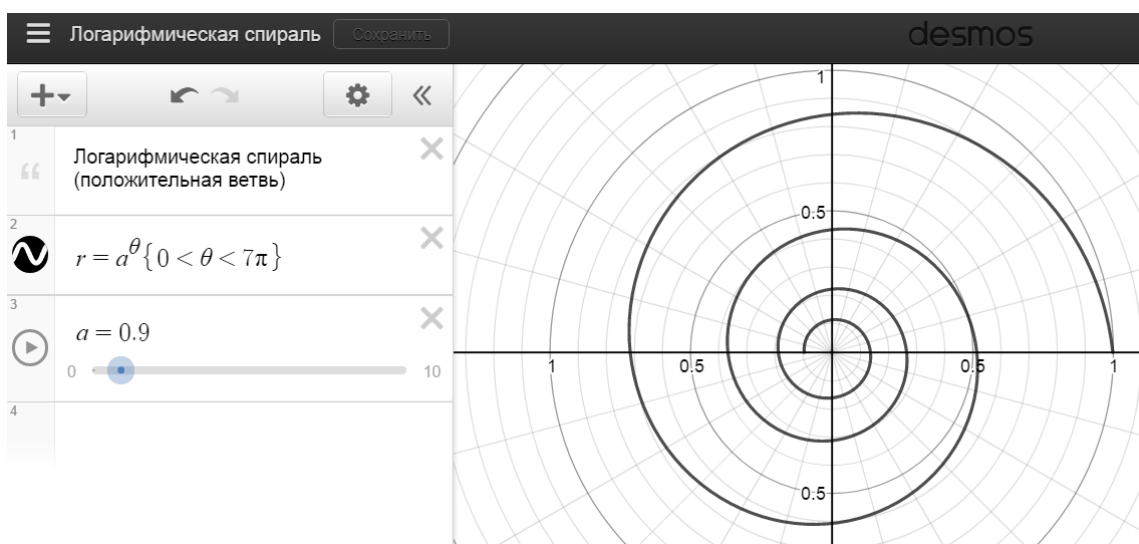 Логарифмическая спираль Сохранить desmos
1
Логарифмическая спираль
(положительная ветвь)
2
r = a^θ{0 < θ < 7π}
3
a = 0.9
0 10
4
1
0.5
1 0.5 0.5 1
0.5